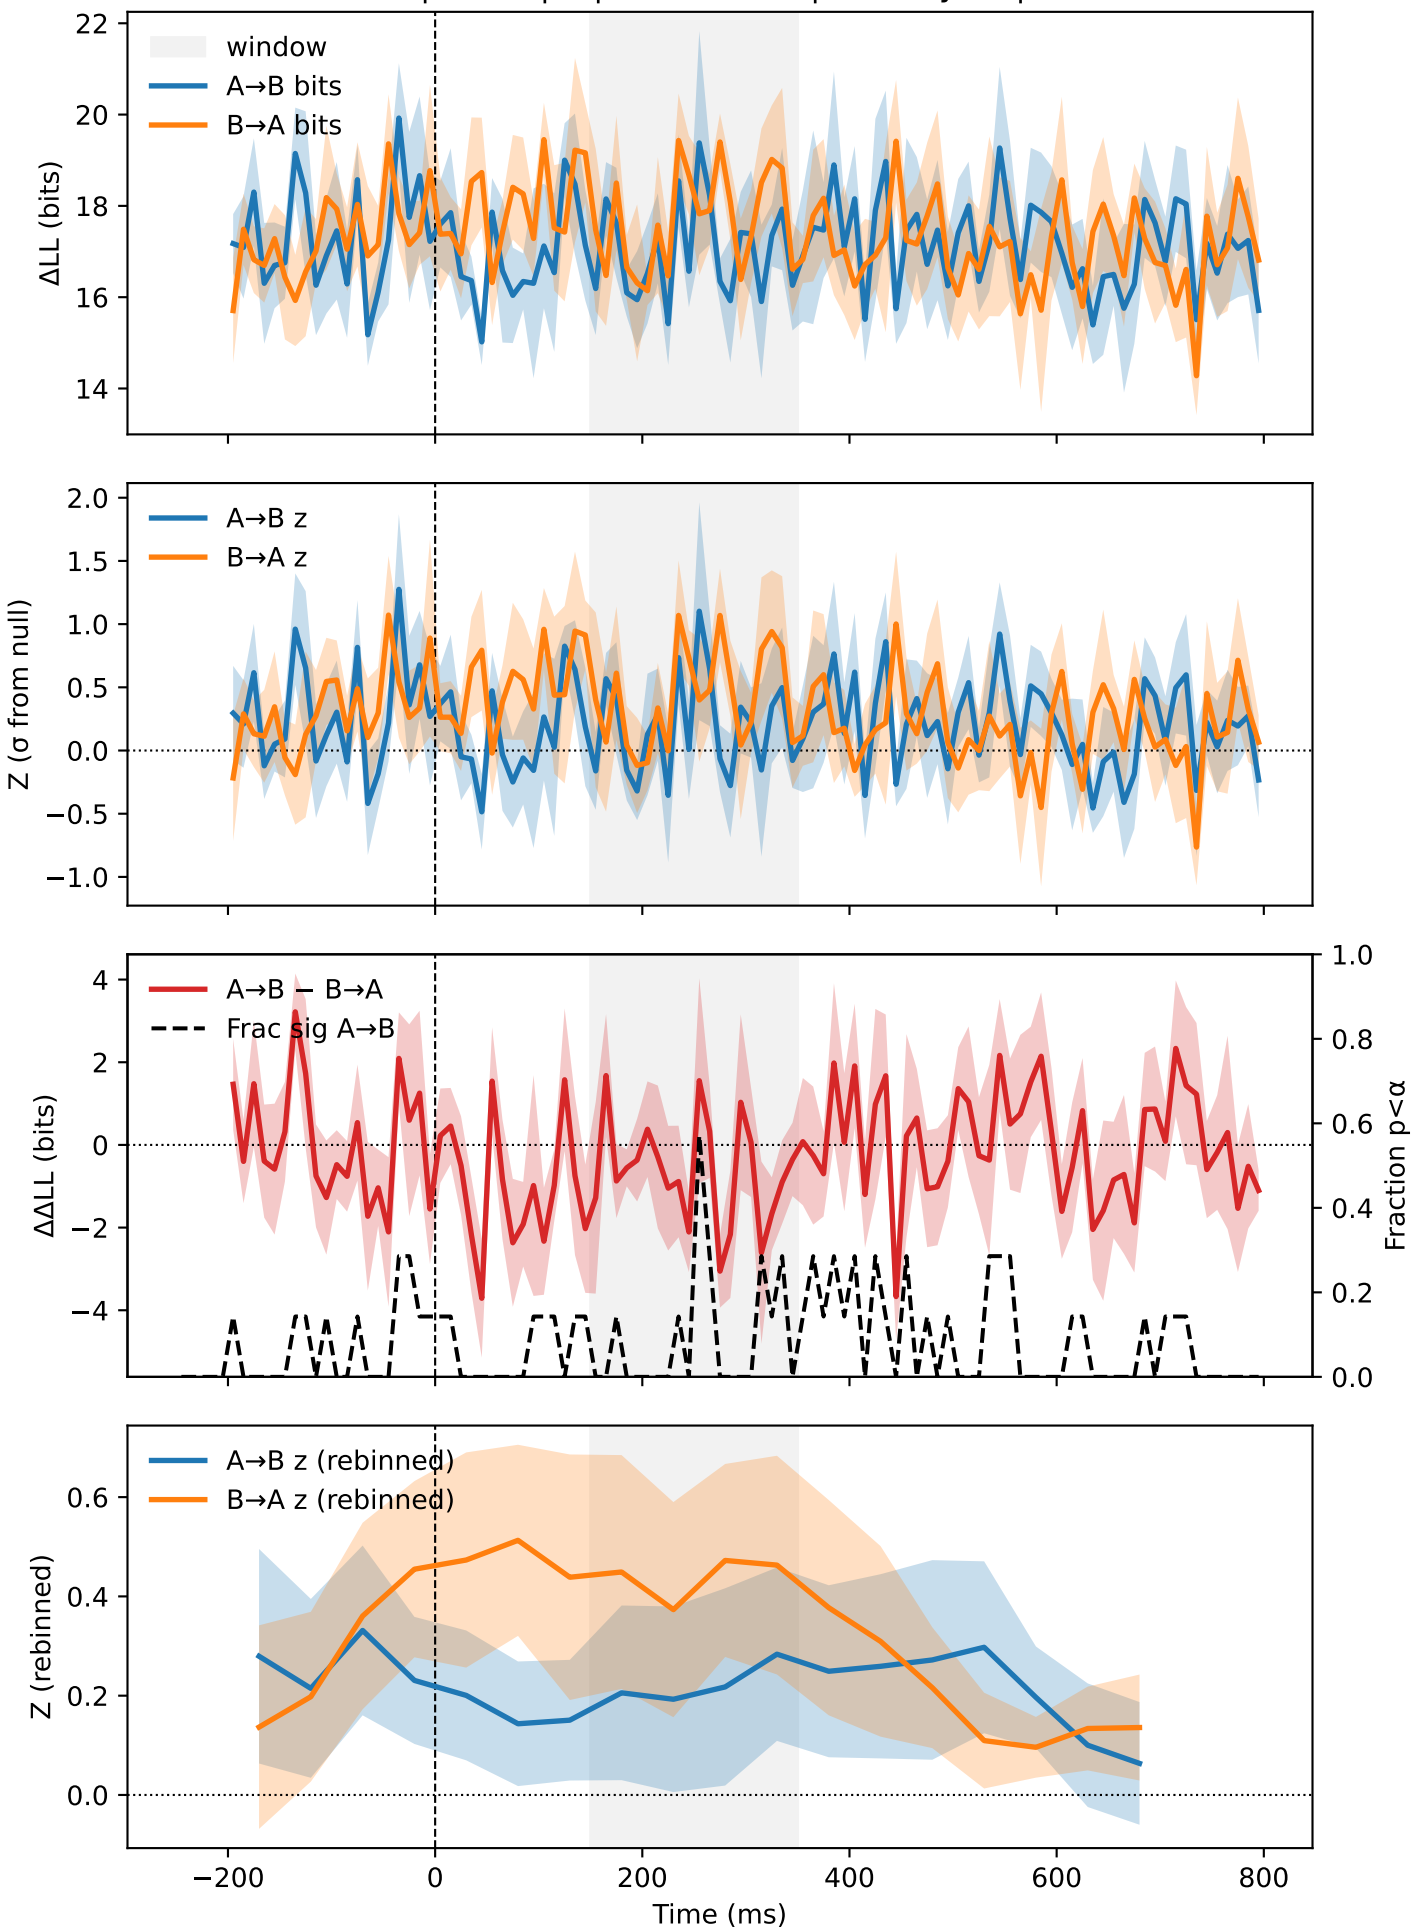 22
20
18
16
14
ΔLL (bits)
window
A→B bits
B→A bits
2.0
1.5
1.0
0.5
0.0
−0.5
−1.0
Z (σ from null)
A→B z
B→A z
4
2
0
−2
−4
ΔΔLL (bits)
A→B − B→A
Frac sig A→B
1.0
0.8
0.6
0.4
0.2
0.0
Fraction p<α
0.6
0.4
0.2
0.0
Z (rebinned)
A→B z (rebinned)
B→A z (rebinned)
−200
0
200
400
600
800
Time (ms)